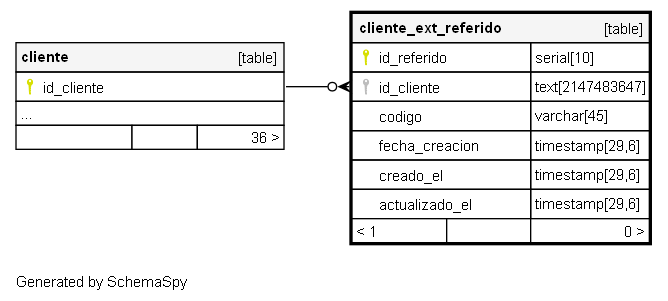 cliente [table]
id_cliente
...
36 >
cliente_ext_referido [table]
id_referido serial[10]
id_cliente text[2147483647]
codigo varchar[45]
fecha_creacion timestamp[29,6]
creado_el timestamp[29,6]
actualizado_el timestamp[29,6]
< 1 0 >
Generated by SchemaSpy